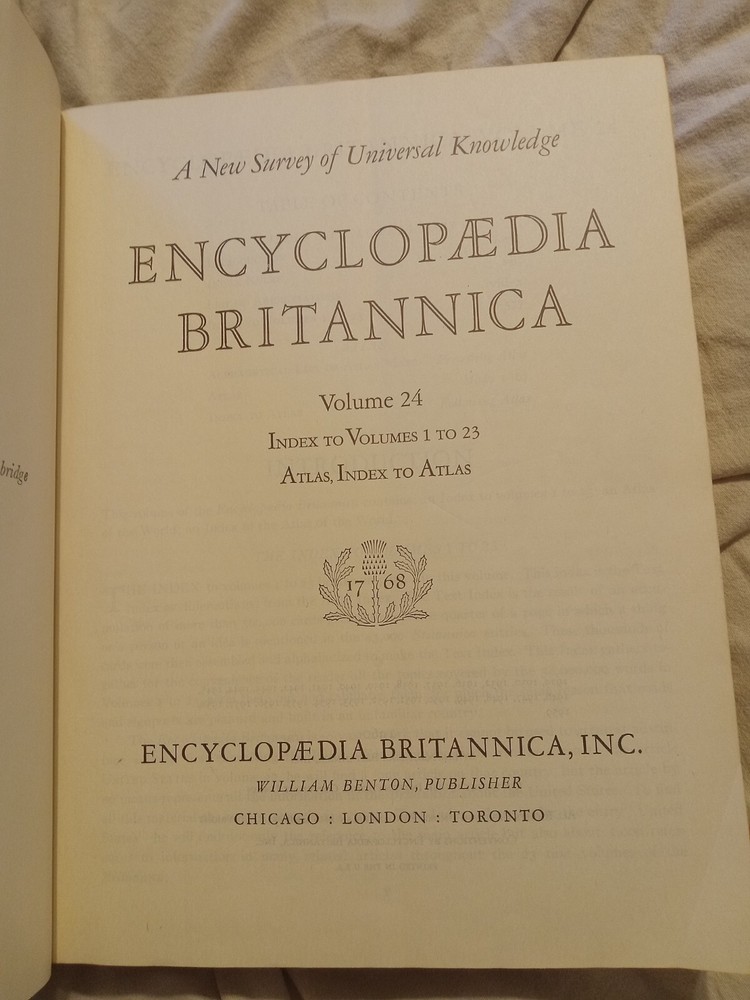 A New Survey of Universal Knowledge
ENCYCLOPÆDIA
BRITANNICA
Volume 24
INDEX TO VOLUMES 1 TO 23
ATLAS, INDEX TO ATLAS
17 68
ENCYCLOPÆDIA BRITANNICA, INC.
WILLIAM BENTON, PUBLISHER
CHICAGO : LONDON : TORONTO
bridge